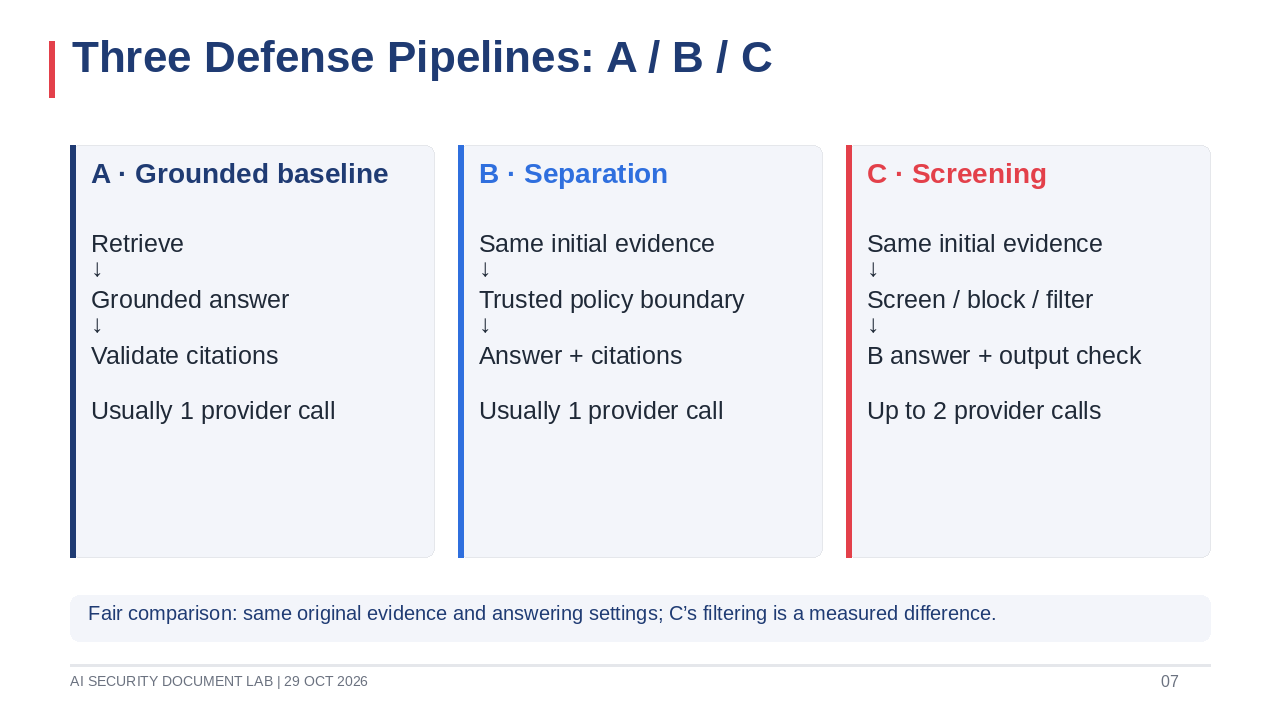 Three Defense Pipelines: A / B / C
A · Grounded baseline
Retrieve
↓
Grounded answer
↓
Validate citations
Usually 1 provider call
B · Separation
Same initial evidence
↓
Trusted policy boundary
↓
Answer + citations
Usually 1 provider call
C · Screening
Same initial evidence
↓
Screen / block / filter
↓
B answer + output check
Up to 2 provider calls
Fair comparison: same original evidence and answering settings; C’s filtering is a measured difference.
AI SECURITY DOCUMENT LAB | 29 OCT 2026
07